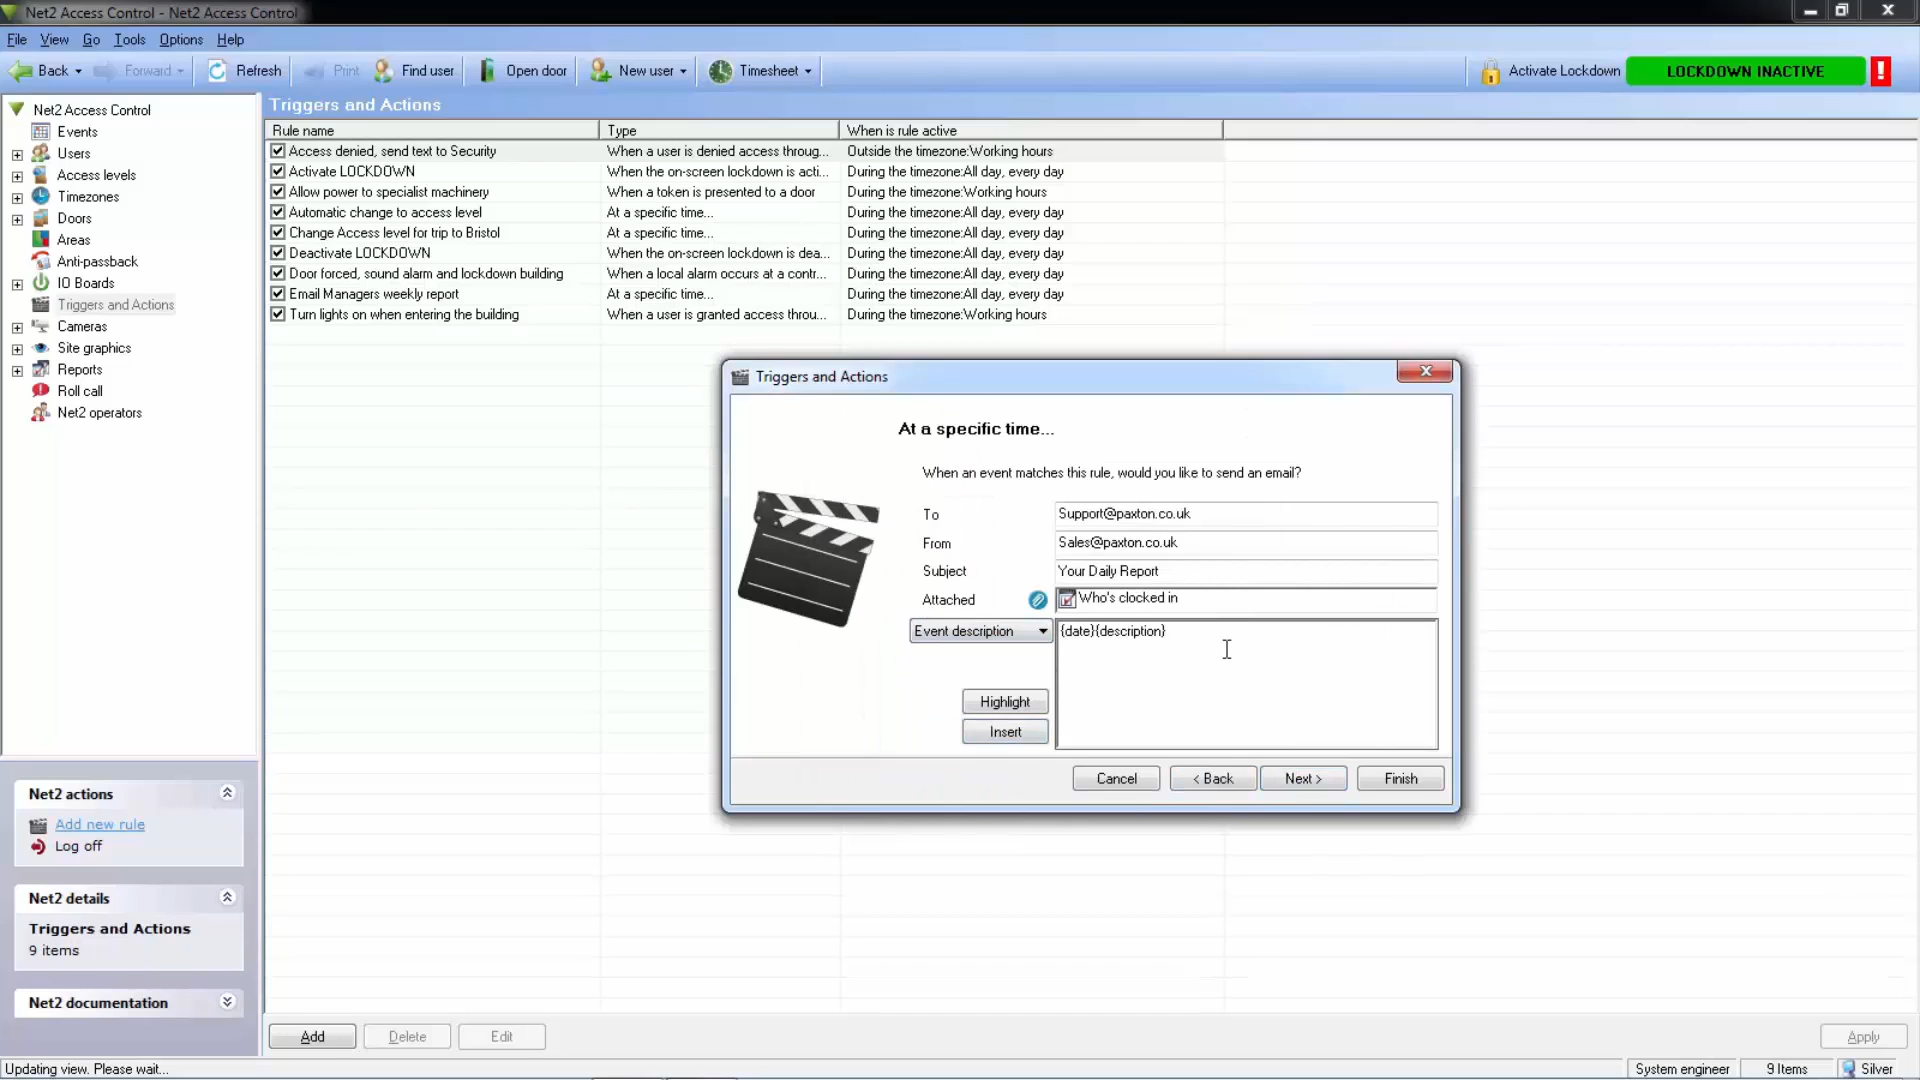 Net2 Access Control - Net2 Access Control
File View Go Tools Options Help
Back Forward Refresh Print Find user Open door New user Timesheet Activate Lockdown LOCKDOWN INACTIVE !
Net2 Access Control
Events
Users
Access levels
Timezones
Doors
Areas
Anti-passback
IO Boards
Triggers and Actions
Cameras
Site graphics
Reports
Roll call
Net2 operators
Net2 actions
Add new rule
Log off
Net2 details
Triggers and Actions
9 items
Net2 documentation
Triggers and Actions
Rule name Type When is rule active
Access denied, send text to Security When a user is denied access throug... Outside the timezone:Working hours
Activate LOCKDOWN When the on-screen lockdown is acti... During the timezone:All day, every day
Allow power to specialist machinery When a token is presented to a door During the timezone:Working hours
Automatic change to access level At a specific time... During the timezone:All day, every day
Change Access level for trip to Bristol At a specific time... During the timezone:All day, every day
Deactivate LOCKDOWN When the on-screen lockdown is dea... During the timezone:All day, every day
Door forced, sound alarm and lockdown building When a local alarm occurs at a contr... During the timezone:All day, every day
Email Managers weekly report At a specific time... During the timezone:All day, every day
Turn lights on when entering the building When a user is granted access throu... During the timezone:Working hours
Triggers and Actions
At a specific time...
When an event matches this rule, would you like to send an email?
To Support@paxton.co.uk
From Sales@paxton.co.uk
Subject Your Daily Report
Attached Who's clocked in
Event description {date}{description}
Highlight
Insert
Cancel < Back Next > Finish
Add Delete Edit Apply
Updating view. Please wait... System engineer 9 Items Silver